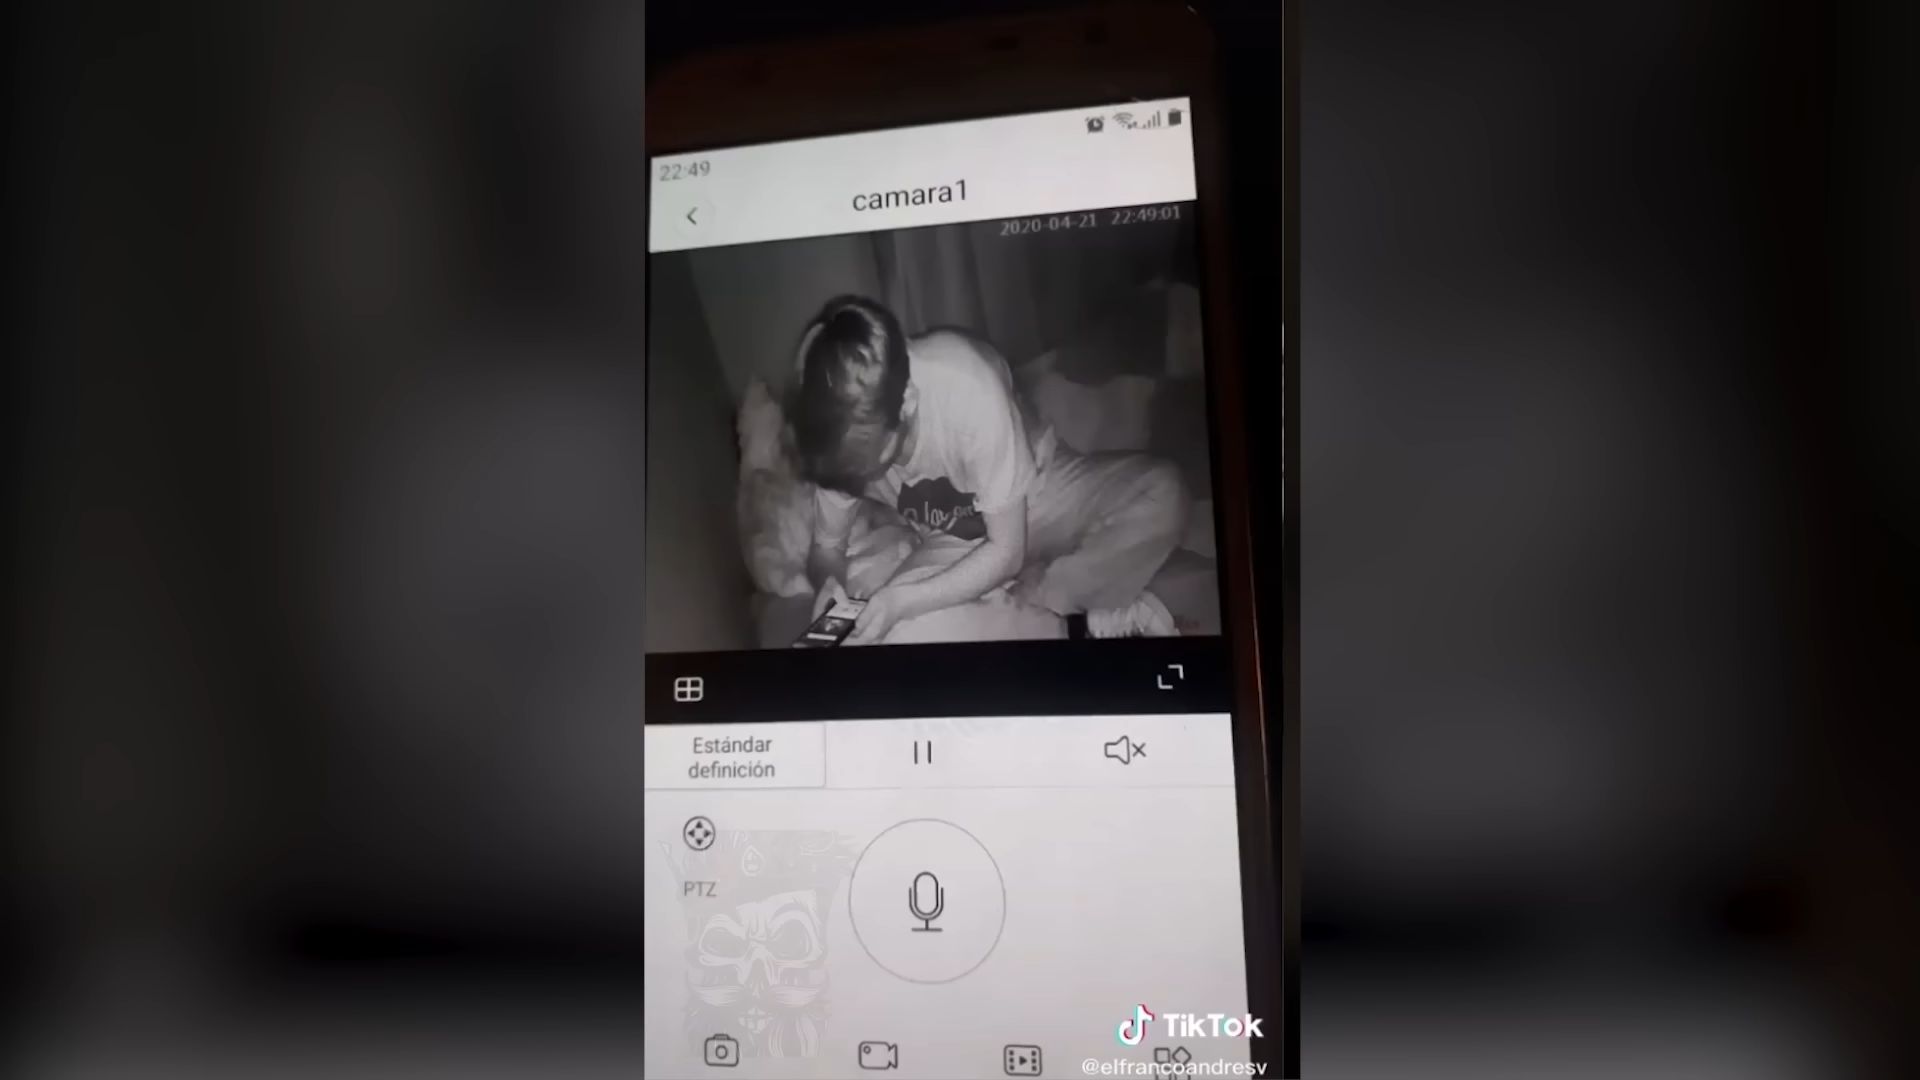 22:49
camara1
2020-04-21 22:49:01
Estándar
definición
PTZ
TikTok
@elfrancoandresv